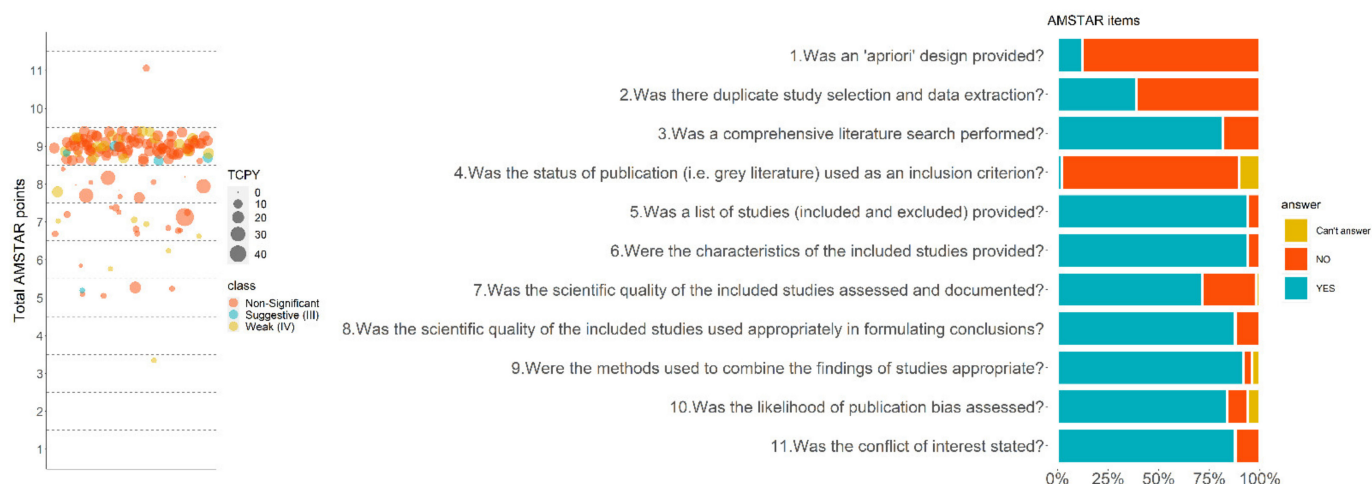 Total AMSTAR points
11
10
9
8
7
6
5
4
3
2
1
TCPY
0
10
20
30
40
class
Non-Significant
Suggestive (III)
Weak (IV)
AMSTAR items
1.Was an 'apriori' design provided?
2.Was there duplicate study selection and data extraction?
3.Was a comprehensive literature search performed?
4.Was the status of publication (i.e. grey literature) used as an inclusion criterion?
5.Was a list of studies (included and excluded) provided?
6.Were the characteristics of the included studies provided?
7.Was the scientific quality of the included studies assessed and documented?
8.Was the scientific quality of the included studies used appropriately in formulating conclusions?
9.Were the methods used to combine the findings of studies appropriate?
10.Was the likelihood of publication bias assessed?
11.Was the conflict of interest stated?
0% 25% 50% 75% 100%
answer
Can't answer
NO
YES